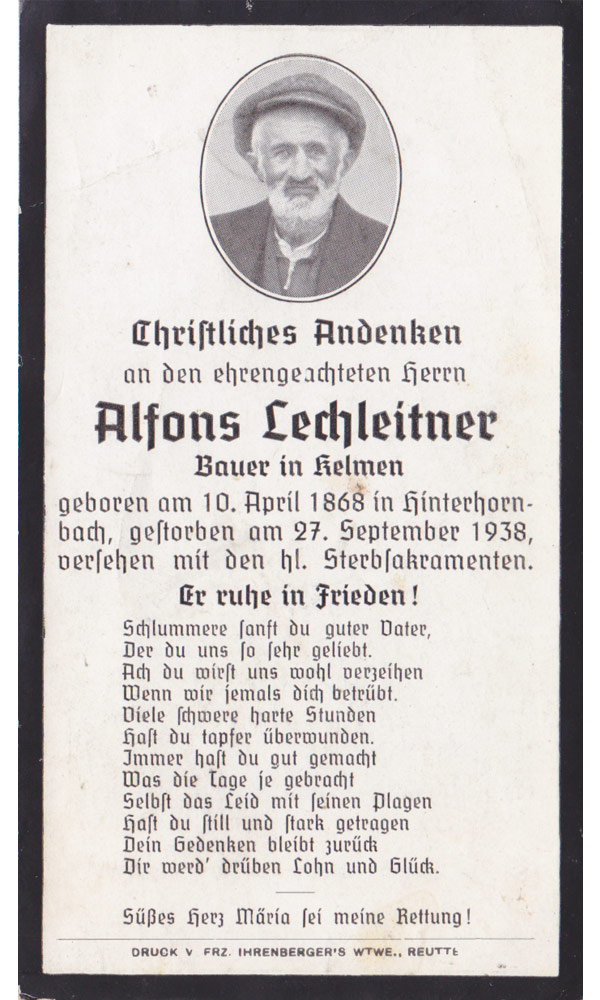 Christliches Andenken
an den ehrengeachteten Herrn
Alfons Lechleitner
Bauer in Kelmen
geboren am 10. April 1868 in Hinterhorn-
bach, gestorben am 27. September 1938,
versehen mit den hl. Sterbsakramenten.
Er ruhe in Frieden!
Schlummere sanft du guter Vater,
Der du uns so sehr geliebt.
Ach du wirst uns wohl verzeihen
Wenn wir jemals dich betrübt.
Viele schwere harte Stunden
Hast du tapfer überwunden.
Immer hast du gut gemacht
Was die Tage je gebracht
Selbst das Leid mit seinen Plagen
Hast du still und stark getragen
Dein Gedenken bleibt zurück
Dir werd' drüben Lohn und Glück.
Süßes Herz Märia sei meine Rettung!
DRUCK V FRZ. IHRENBERGER'S WTWE., REUTTE